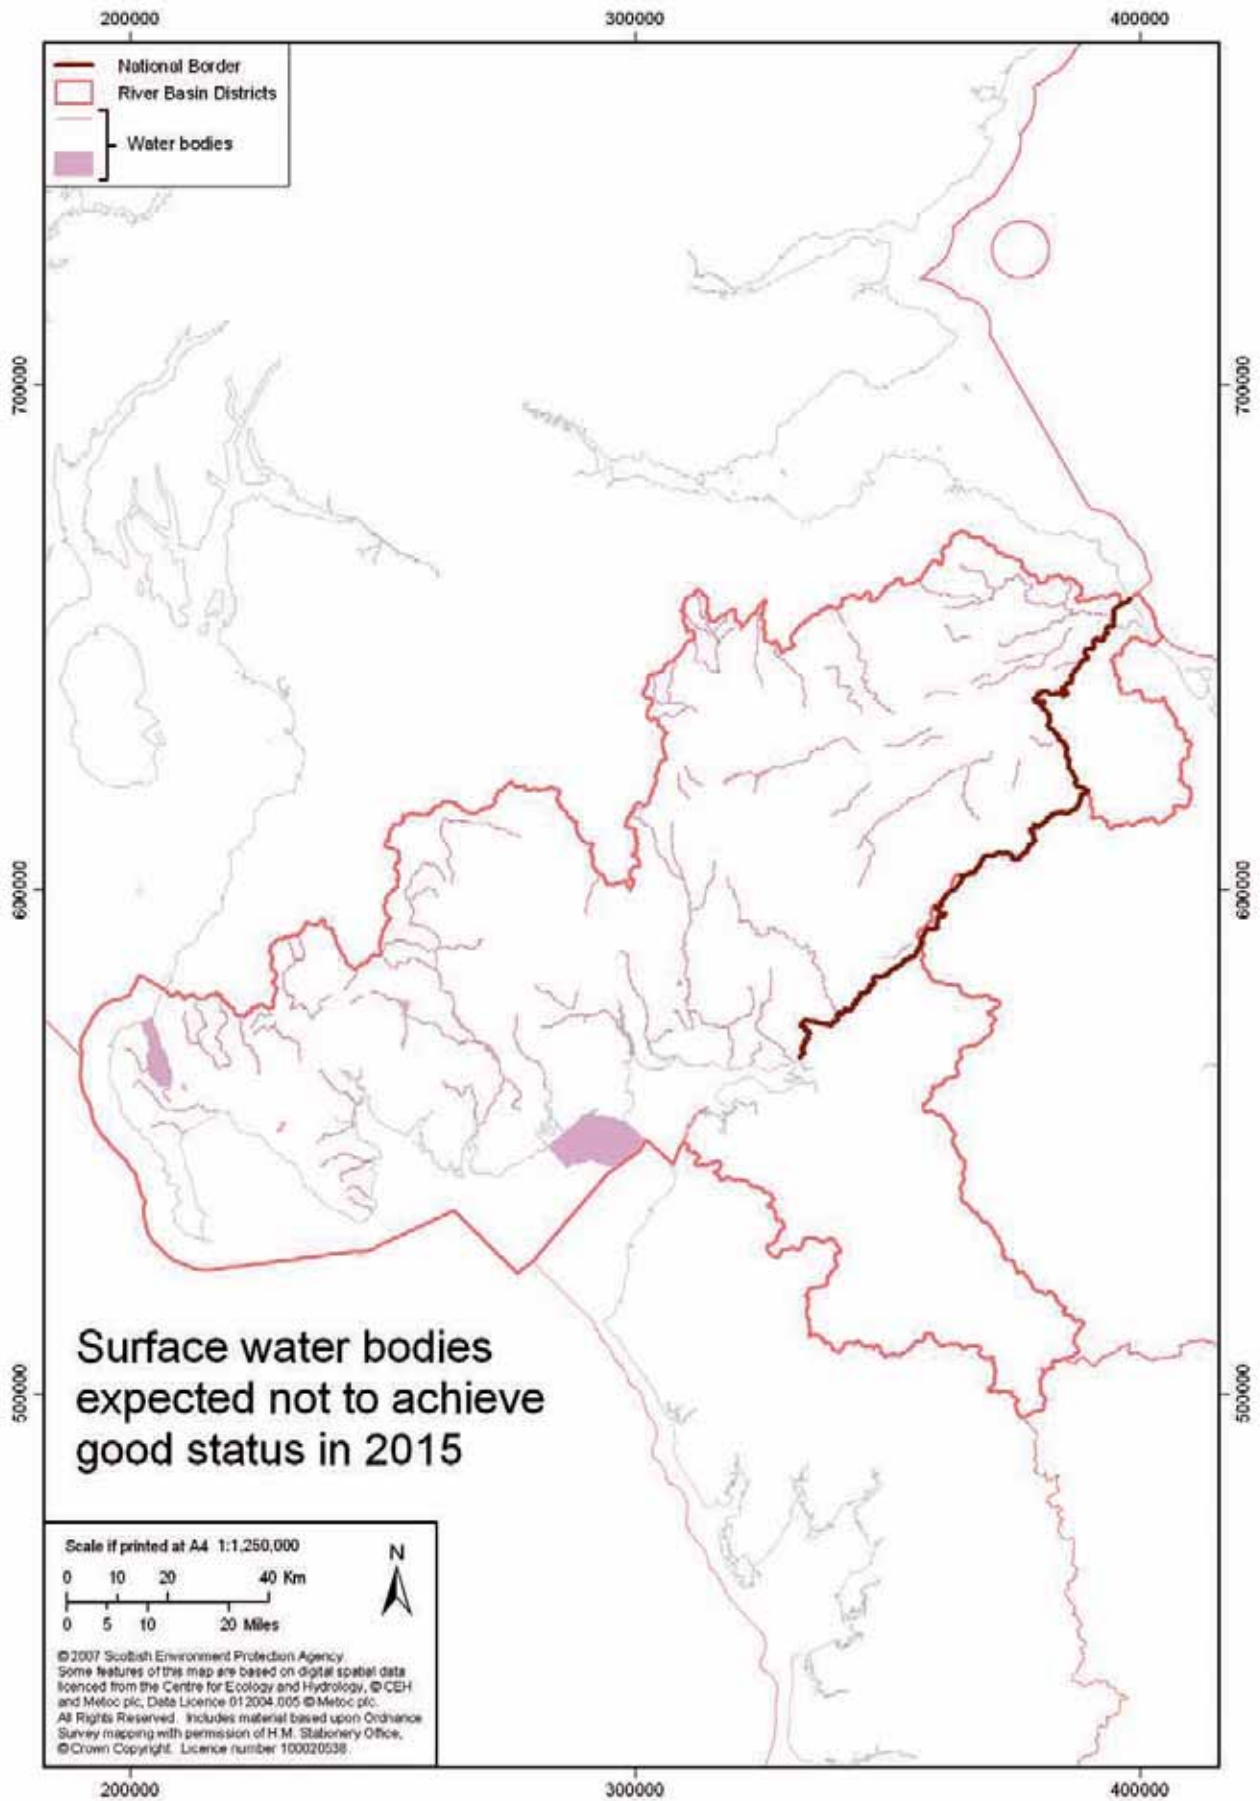 200000 300000 400000
National Border
River Basin Districts
Water bodies
700000 700000
600000 600000
500000 500000
Surface water bodies
expected not to achieve
good status in 2015
Scale if printed at A4 1:1,250,000
N
0 10 20 40 Km
0 5 10 20 Miles
© 2007 Scottish Environment Protection Agency.
Some features of this map are based on digital spatial data
licenced from the Centre for Ecology and Hydrology, © CEH
and Metoc plc, Data Licence 012004.005 © Metoc plc.
All Rights Reserved. Includes material based upon Ordnance
Survey mapping with permission of H.M. Stationery Office,
© Crown Copyright. Licence number 100020538.
200000 300000 400000